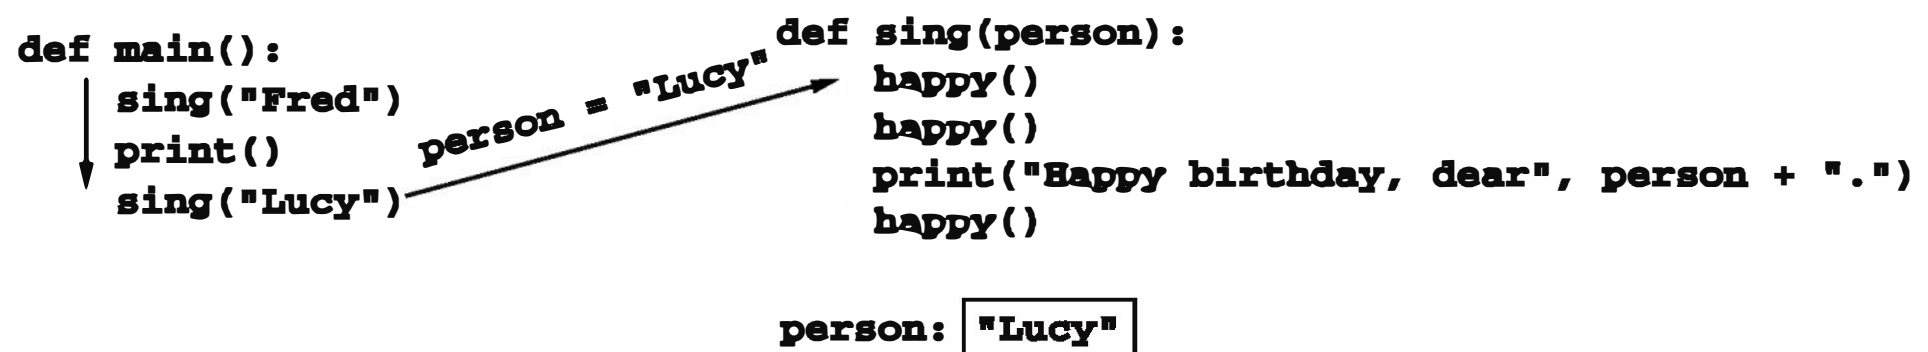 def main():
    sing("Fred")
    print()
    sing("Lucy")
person = "Lucy"
def sing(person):
    happy()
    happy()
    print("Happy birthday, dear", person + ".")
    happy()
person: "Lucy"